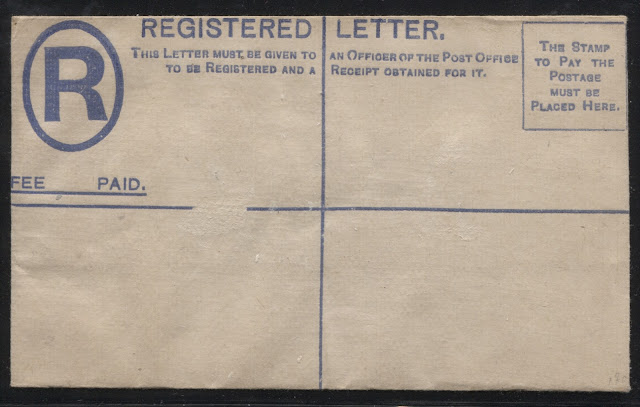 REGISTERED LETTER.
THIS LETTER MUST, BE GIVEN TO AN OFFICER OF THE POST OFFICE
TO BE REGISTERED AND A RECEIPT OBTAINED FOR IT.
THE STAMP
TO PAY THE
POSTAGE
MUST BE
PLACED HERE.
R
FEE PAID.